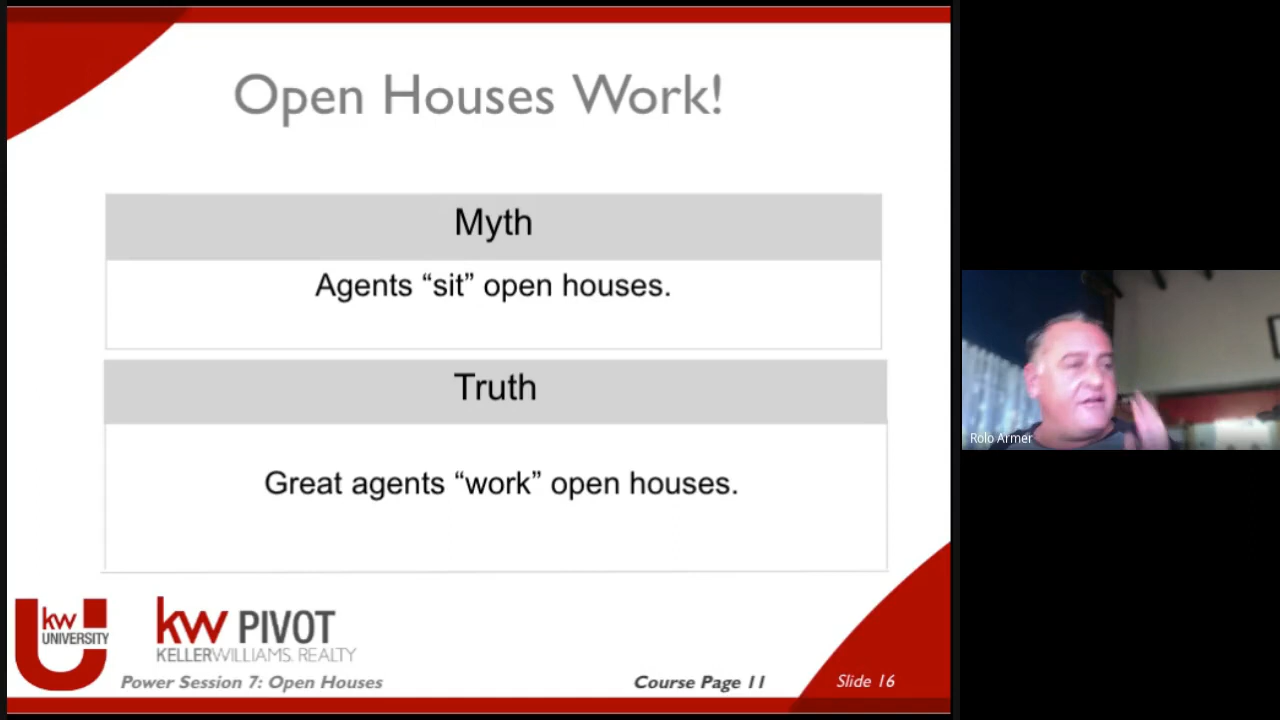 Open Houses Work!
Myth
Agents “sit” open houses.
Truth
Great agents “work” open houses.
kw
UNIVERSITY
kw PIVOT
KELLERWILLIAMS. REALTY
Power Session 7: Open Houses
Course Page 11
Slide 16
Rolo Armer